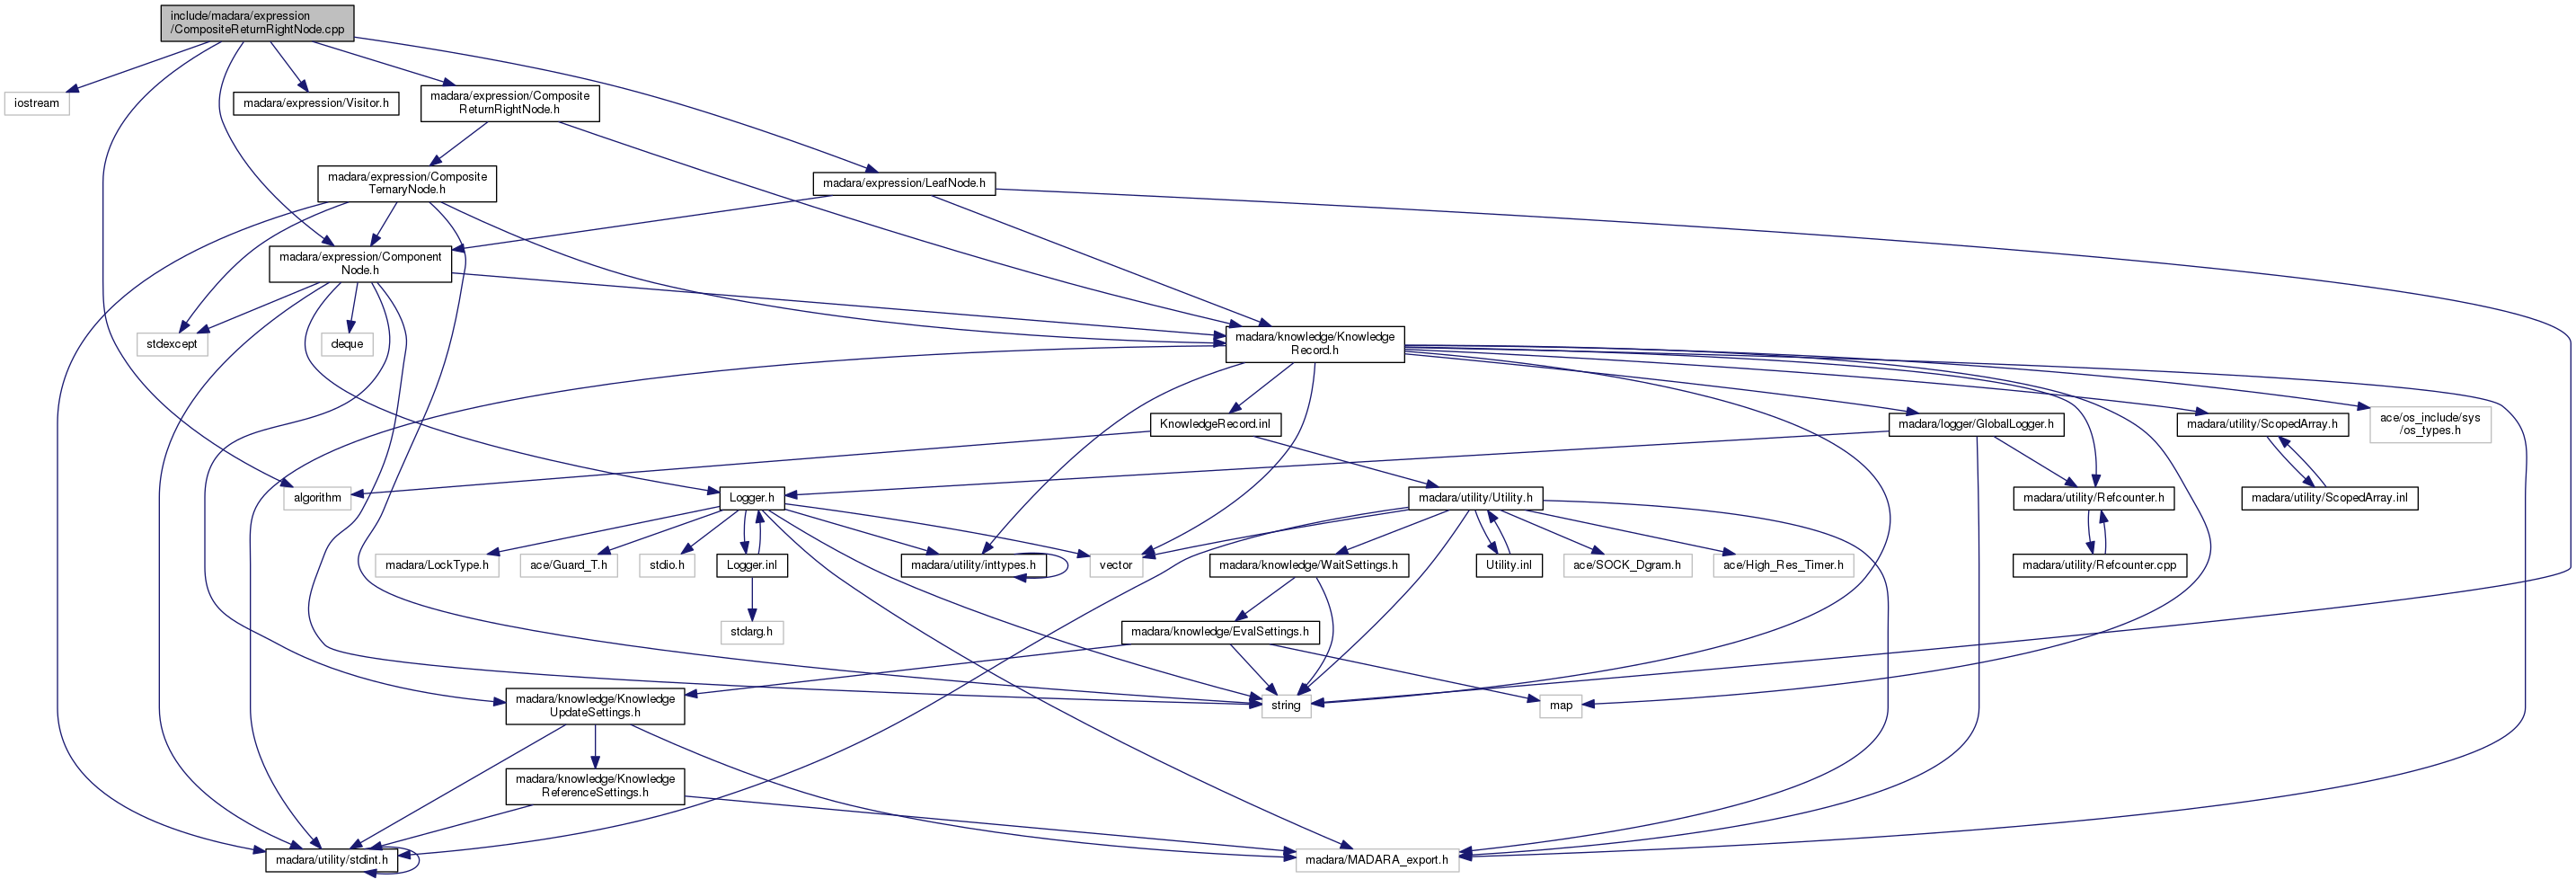 include/madara/expression
/CompositeReturnRightNode.cpp
iostream
madara/expression/Visitor.h
madara/expression/Composite
ReturnRightNode.h
madara/expression/Composite
TernaryNode.h
madara/expression/LeafNode.h
madara/expression/Component
Node.h
stdexcept
deque
madara/knowledge/Knowledge
Record.h
KnowledgeRecord.inl
madara/logger/GlobalLogger.h
madara/utility/ScopedArray.h
ace/os_include/sys
/os_types.h
algorithm
Logger.h
madara/utility/Utility.h
madara/utility/Refcounter.h
madara/utility/ScopedArray.inl
madara/LockType.h
ace/Guard_T.h
stdio.h
Logger.inl
madara/utility/inttypes.h
vector
madara/knowledge/WaitSettings.h
Utility.inl
ace/SOCK_Dgram.h
ace/High_Res_Timer.h
madara/utility/Refcounter.cpp
stdarg.h
madara/knowledge/EvalSettings.h
madara/knowledge/Knowledge
UpdateSettings.h
string
map
madara/knowledge/Knowledge
ReferenceSettings.h
madara/utility/stdint.h
madara/MADARA_export.h